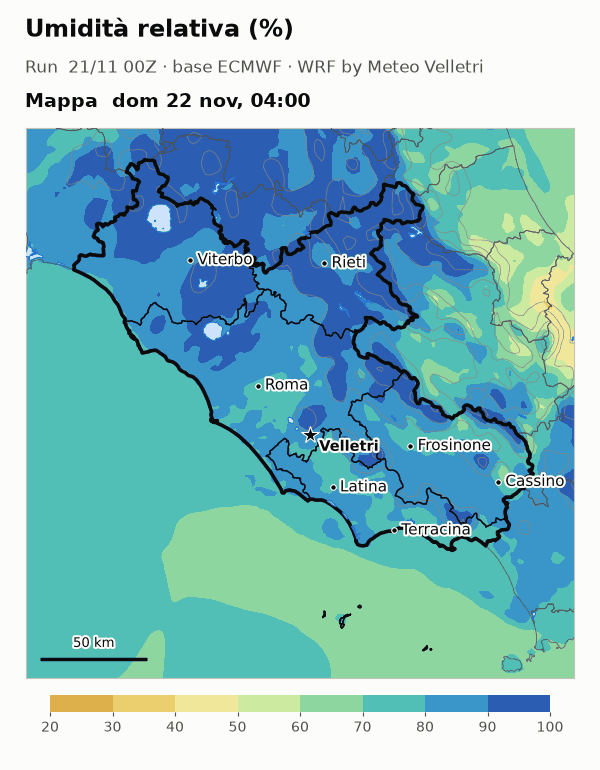 Umidità relativa (%)
Run  21/11 00Z · base ECMWF · WRF by Meteo Velletri
Mappa  dom 22 nov, 04:00
Viterbo
Rieti
Roma
Velletri
Frosinone
Cassino
Latina
Terracina
50 km
20 30 40 50 60 70 80 90 100